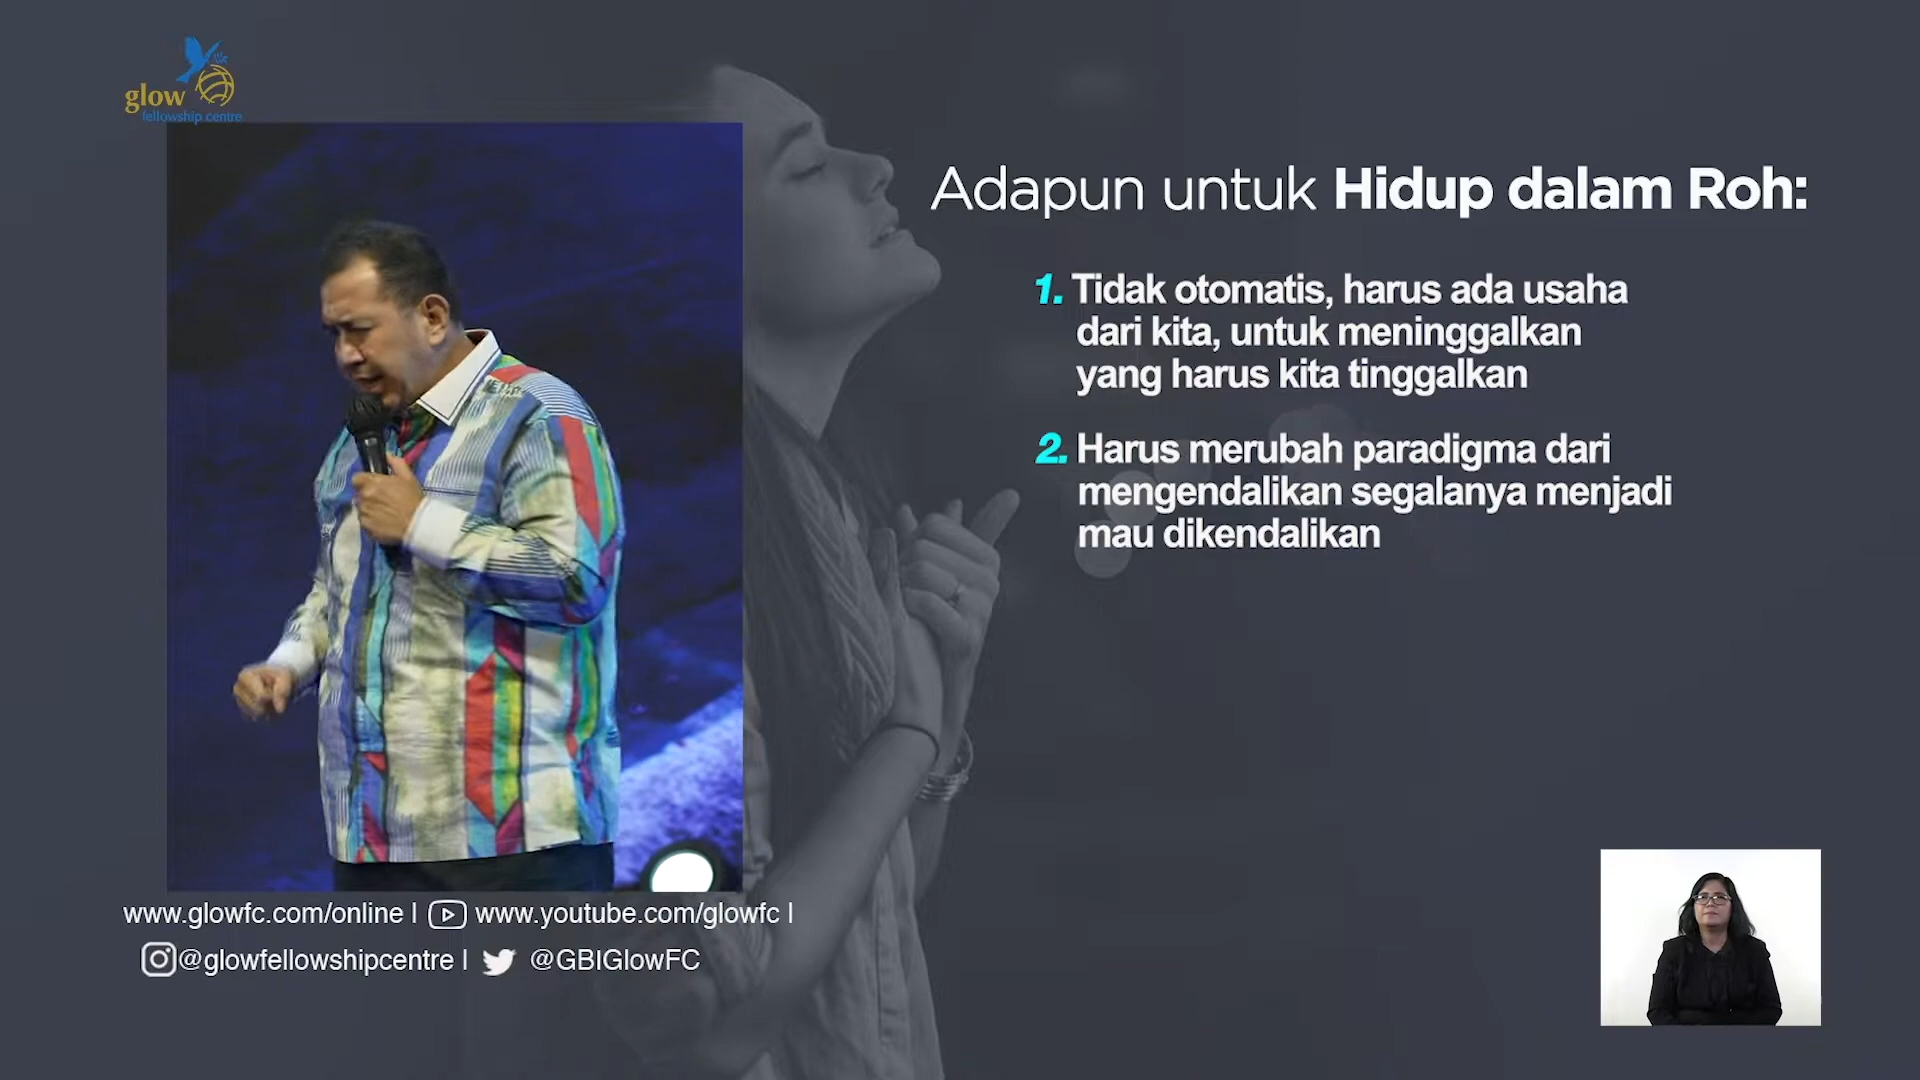 glow
fellowship centre
Adapun untuk Hidup dalam Roh:
1. Tidak otomatis, harus ada usaha
dari kita, untuk meninggalkan
yang harus kita tinggalkan
2. Harus merubah paradigma dari
mengendalikan segalanya menjadi
mau dikendalikan
www.glowfc.com/online | www.youtube.com/glowfc |
@glowfellowshipcentre | @GBIGlowFC